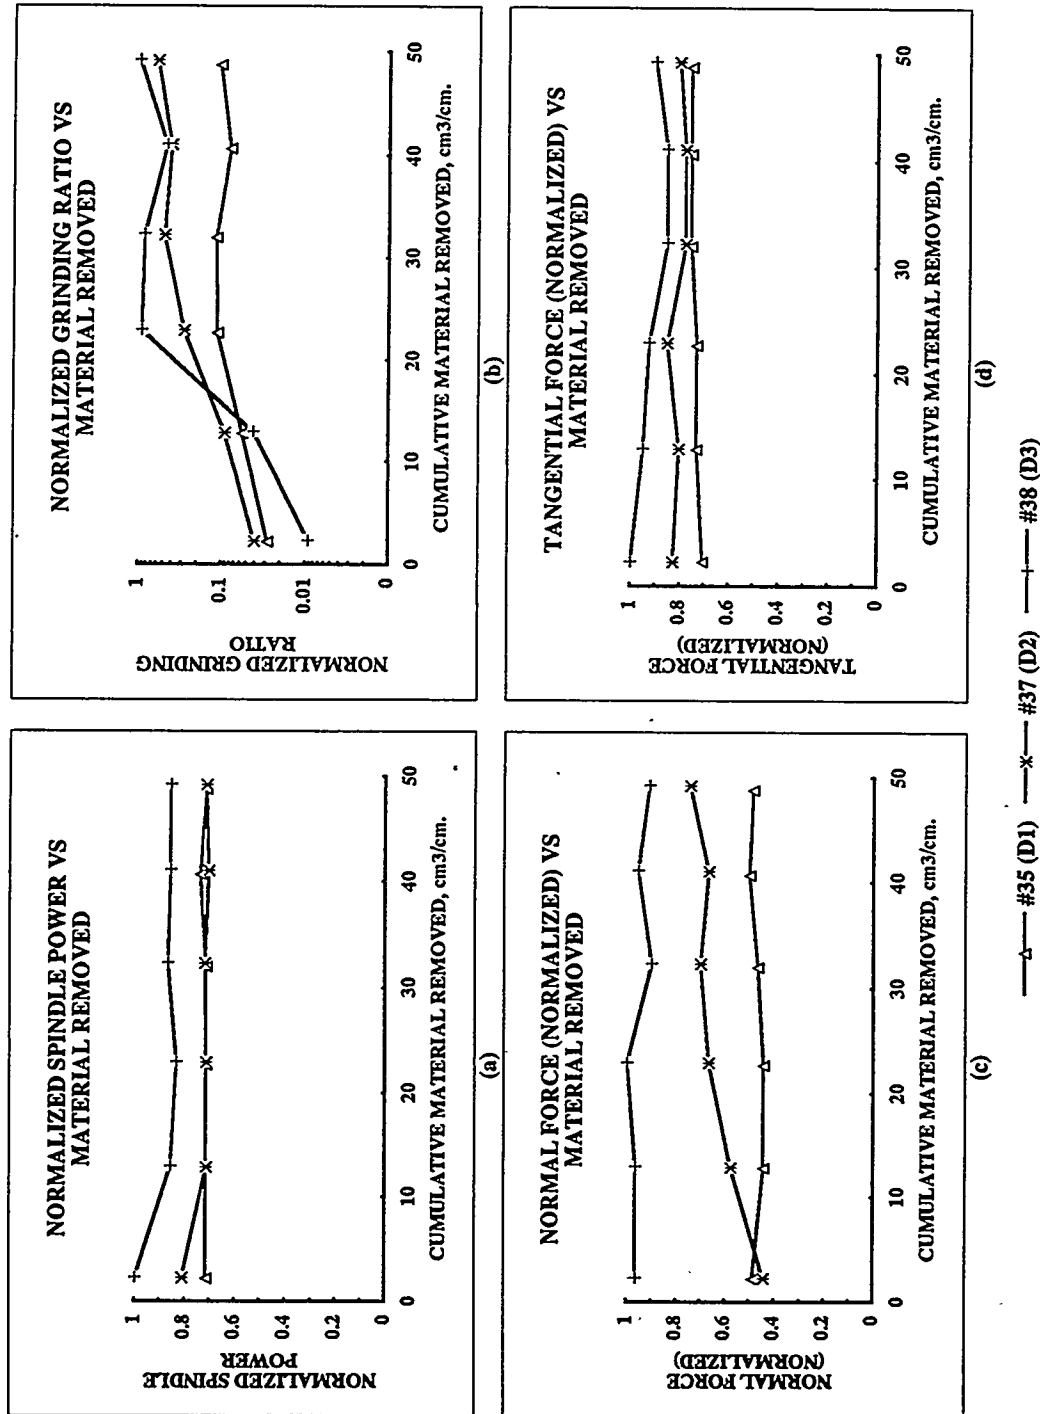 NORMALIZED SPINDLE POWER VS
MATERIAL REMOVED
NORMALIZED SPINDLE
POWER
1
0.8
0.6
0.4
0.2
0
0
10
20
30
40
50
CUMULATIVE MATERIAL REMOVED, cm3/cm.
(a)
NORMALIZED GRINDING RATIO VS
MATERIAL REMOVED
NORMALIZED GRINDING
RATIO
1
0.1
0.01
0
10
20
30
40
50
CUMULATIVE MATERIAL REMOVED, cm3/cm.
(b)
NORMAL FORCE (NORMALIZED) VS
MATERIAL REMOVED
NORMAL FORCE
(NORMALIZED)
1
0.8
0.6
0.4
0.2
0
0
10
20
30
40
50
CUMULATIVE MATERIAL REMOVED, cm3/cm.
(c)
TANGENTIAL FORCE (NORMALIZED) VS
MATERIAL REMOVED
TANGENTIAL FORCE
(NORMALIZED)
1
0.8
0.6
0.4
0.2
0
0
10
20
30
40
50
CUMULATIVE MATERIAL REMOVED, cm3/cm.
(d)
#35 (D1) #37 (D2) #38 (D3)